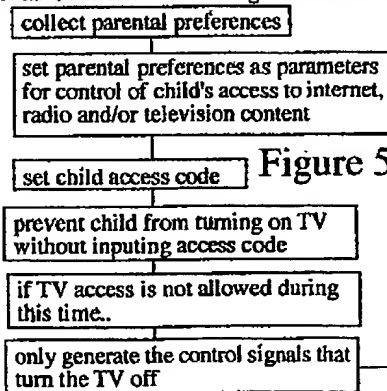 collect parental preferences
set parental preferences as parameters
for control of child's access to internet,
radio and/or television content
Figure 5
set child access code
prevent child from turning on TV
without inputing access code
if TV access is not allowed during
this time..
only generate the control signals that
turn the TV off